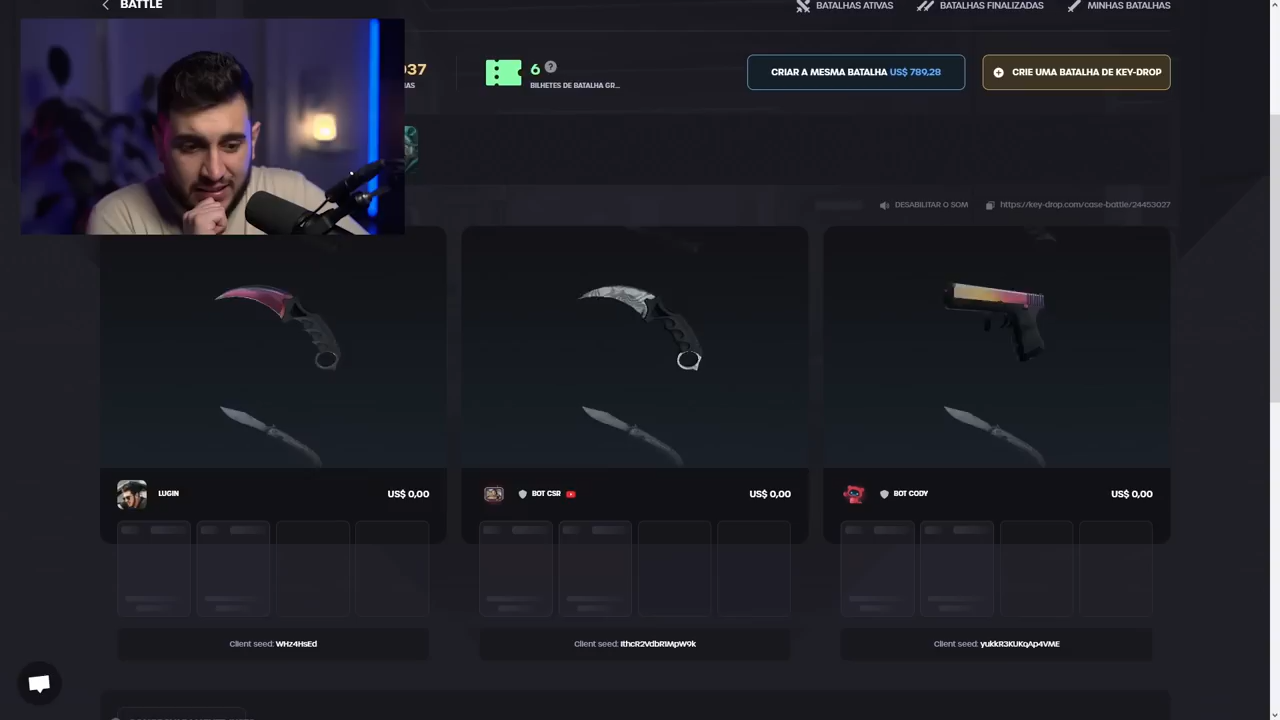 BATTLE
BATALHAS ATIVAS
BATALHAS FINALIZADAS
MINHAS BATALHAS
037
6
?
BILHETES DE BATALHA GR...
CRIAR A MESMA BATALHA US$ 789,28
CRIE UMA BATALHA DE KEY-DROP
DESABILITAR O SOM
https://key-drop.com/case-battle/24453027
LUGIN
US$ 0,00
BOT CSR
US$ 0,00
BOT CODY
US$ 0,00
Client seed: WHz4HsEd
Client seed: IthcR2VdbR1MpW9k
Client seed: yukkR3KUKqAp4VME